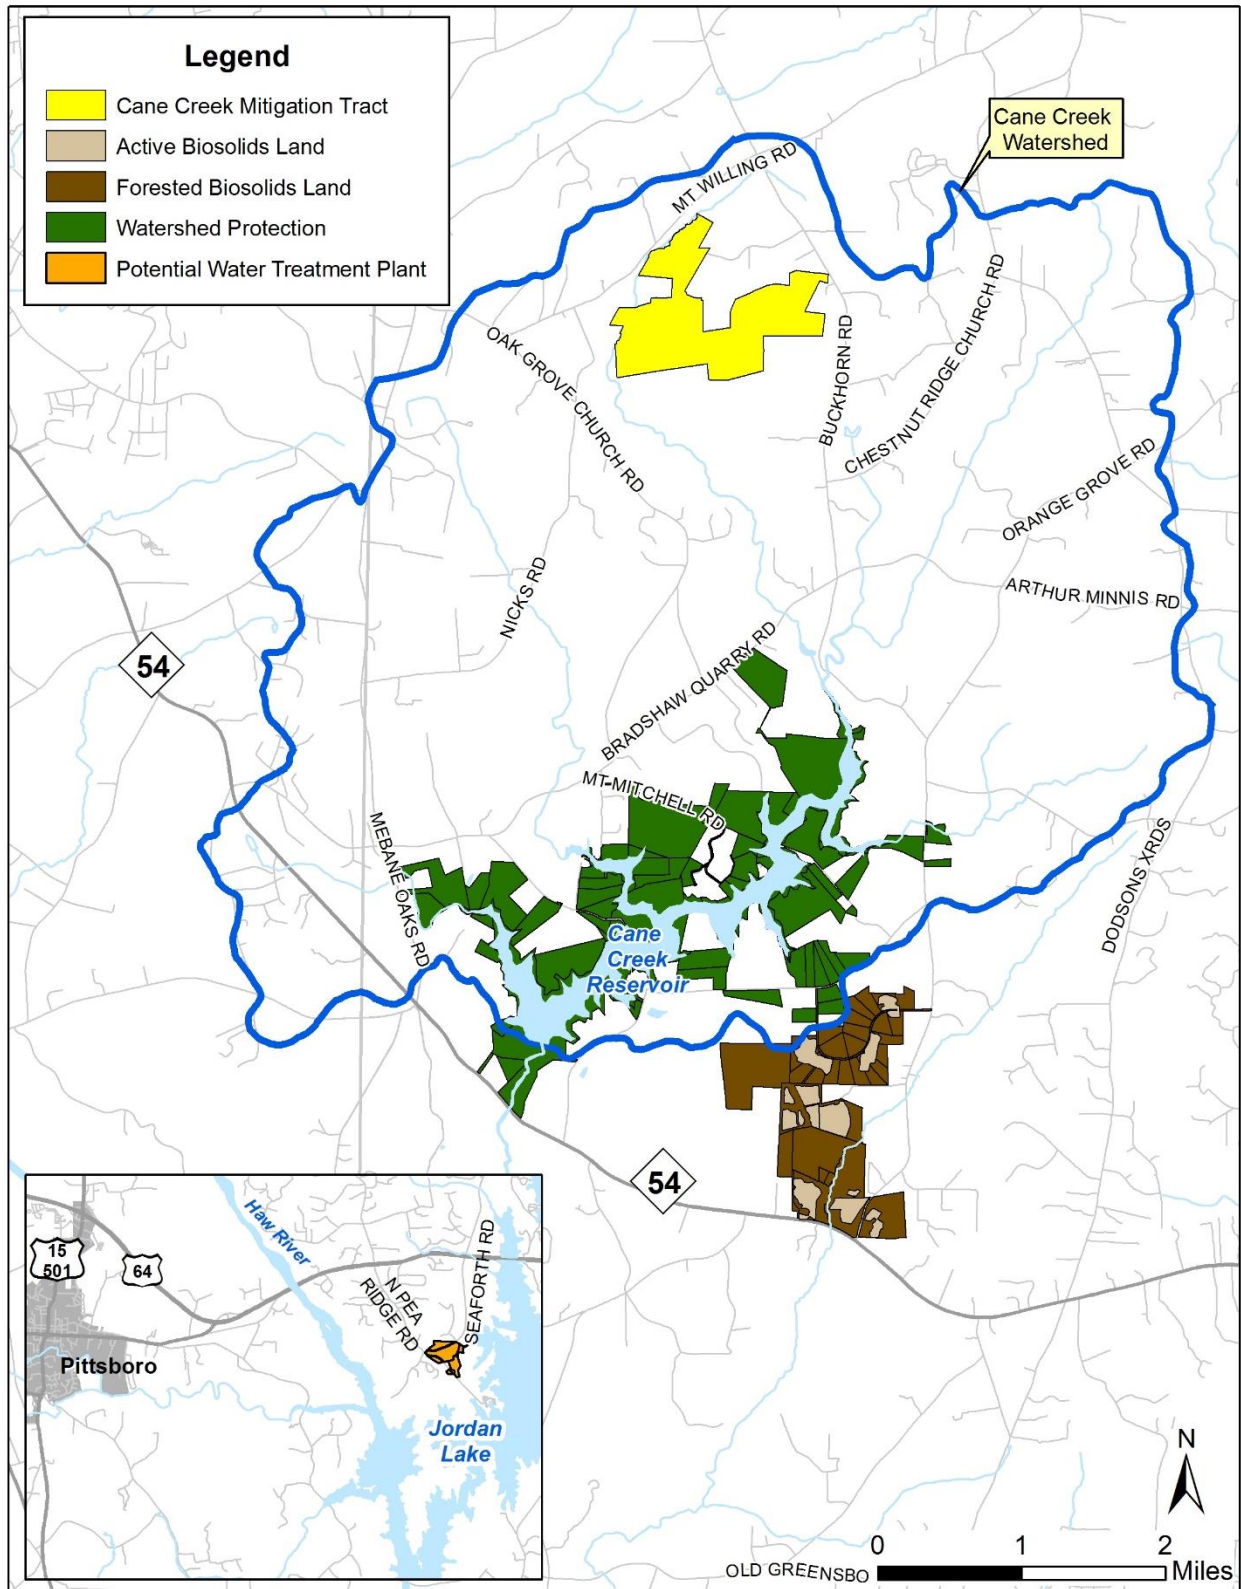 Legend
Cane Creek Mitigation Tract
Active Biosolids Land
Forested Biosolids Land
Watershed Protection
Potential Water Treatment Plant
Cane Creek
Watershed
MT WILLING RD
OAK GROVE CHURCH RD
BUCKHORN RD
CHESTNUT RIDGE CHURCH RD
ORANGE GROVE RD
ARTHUR MINNIS RD
NICKS RD
54
BRADSHAW QUARRY RD
MT MITCHELL RD
MEBANE OAKS RD
DODSONS XRDS
Cane
Creek
Reservoir
54
Haw River
15
501
64
N PEA
RIDGE RD
SEAFORTH RD
Pittsboro
Jordan
Lake
N
0 1 2
Miles
OLD GREENSBO